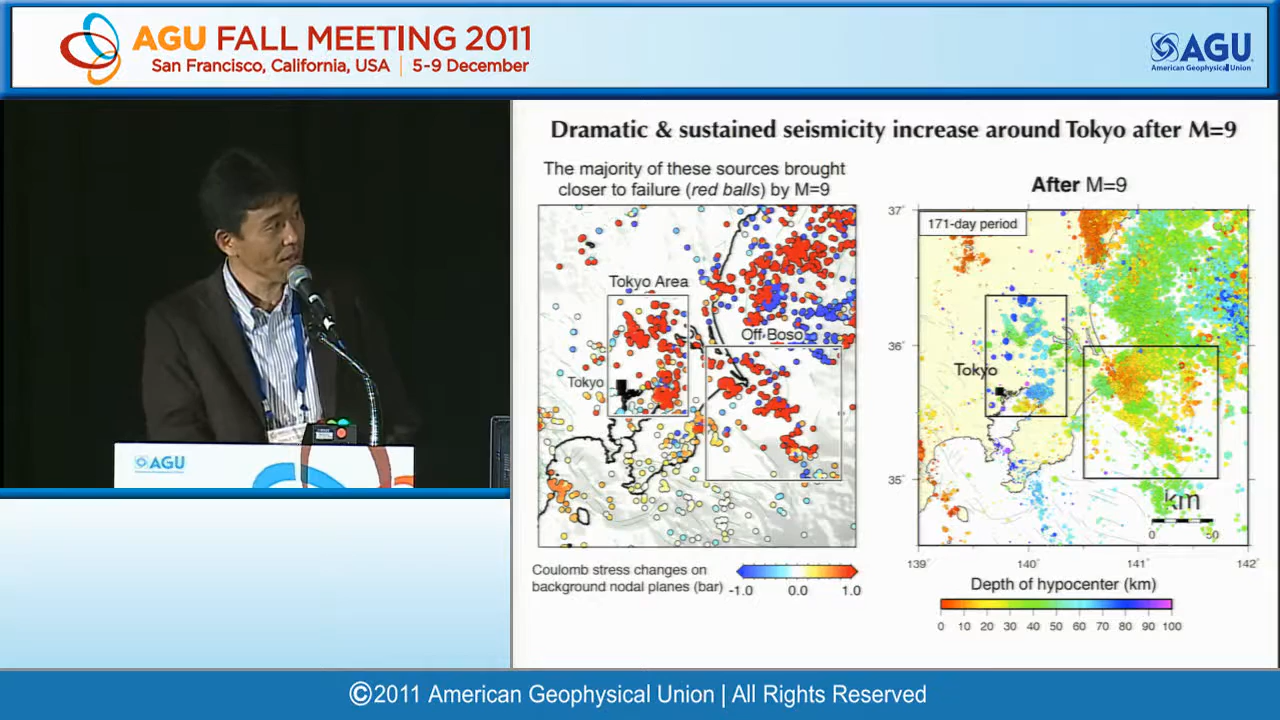 AGU FALL MEETING 2011
San Francisco, California, USA | 5-9 December
AGU
American Geophysical Union
Dramatic & sustained seismicity increase around Tokyo after M=9
The majority of these sources brought
closer to failure (red balls) by M=9
Tokyo Area
Off Boso
Tokyo
Coulomb stress changes on
background nodal planes (bar)
-1.0 0.0 1.0
After M=9
171-day period
37°
36°
35°
Tokyo
km
0 50
139° 140° 141° 142°
Depth of hypocenter (km)
0 10 20 30 40 50 60 70 80 90 100
AGU
©2011 American Geophysical Union | All Rights Reserved